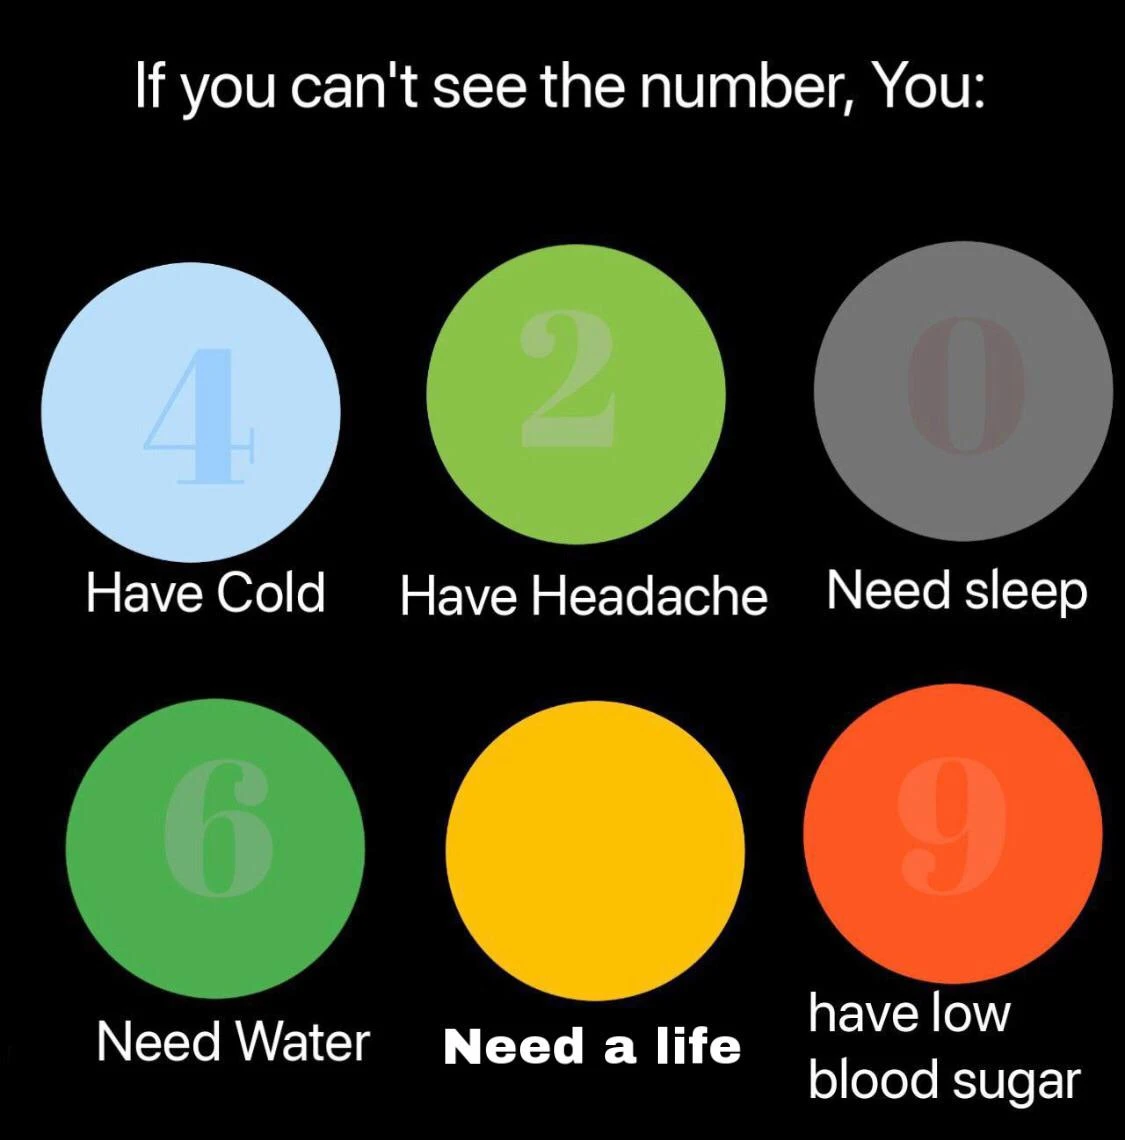 If you can't see the number, You:
4
2
0
Have Cold
Have Headache
Need sleep
6
9
Need Water
Need a life
have low
blood sugar